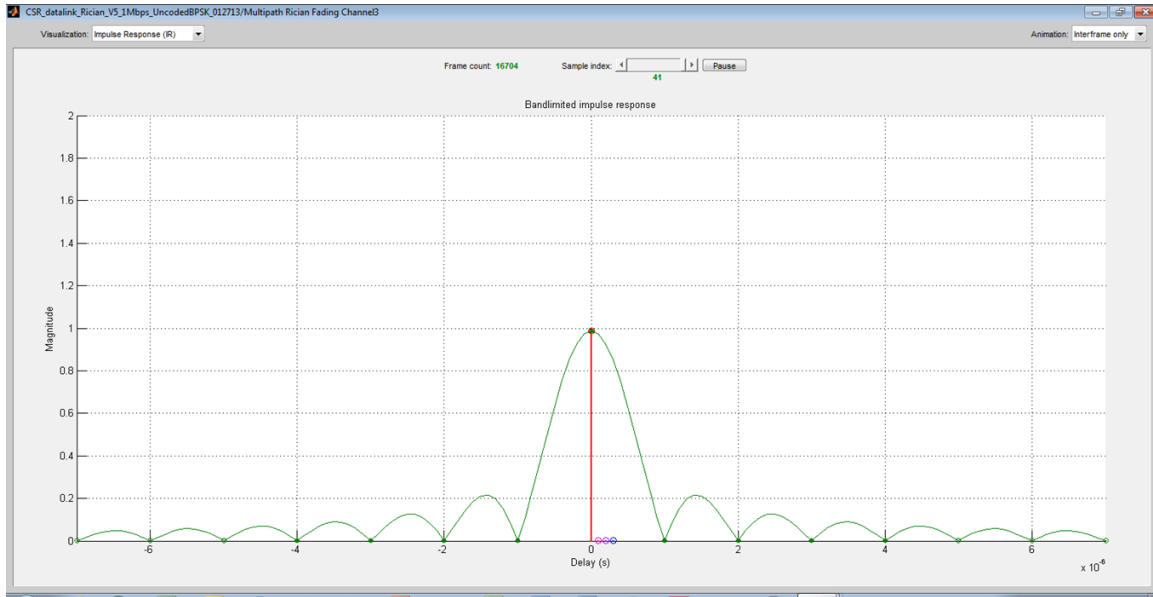 CSR_datalink_Rician_V5_1Mbps_UncodedBPSK_012713/Multipath Rician Fading Channel3
Visualization: Impulse Response (IR)
Animation: Interframe only
Frame count: 16704 Sample index: Pause
41
Bandlimited impulse response
2
1.8
1.6
1.4
1.2
1
0.8
0.6
0.4
0.2
0
Magnitude
-6 -4 -2 0 2 4 6
Delay (s)
x 10^-6